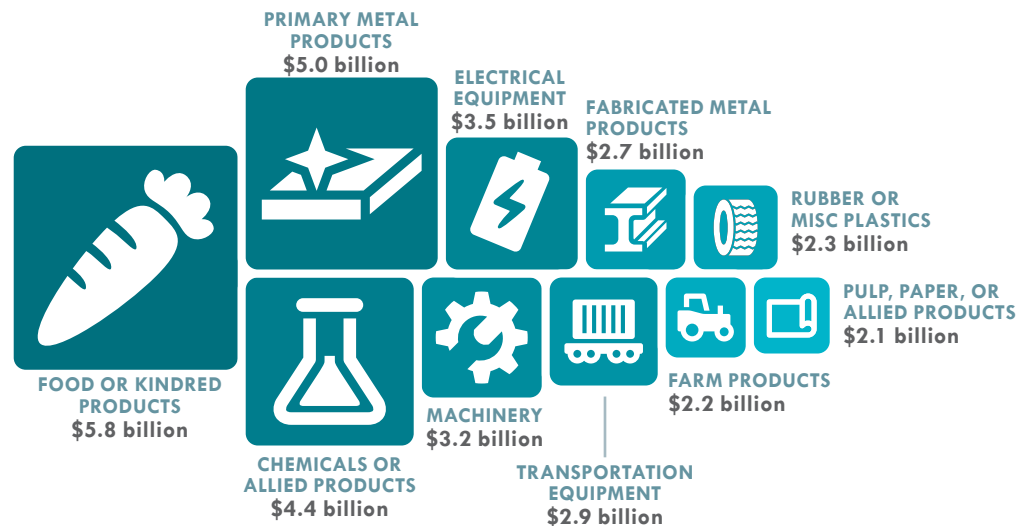 PRIMARY METAL
PRODUCTS
$5.0 billion
ELECTRICAL
EQUIPMENT
$3.5 billion
FABRICATED METAL
PRODUCTS
$2.7 billion
RUBBER OR
MISC PLASTICS
$2.3 billion
FOOD OR KINDRED
PRODUCTS
$5.8 billion
CHEMICALS OR
ALLIED PRODUCTS
$4.4 billion
MACHINERY
$3.2 billion
TRANSPORTATION
EQUIPMENT
$2.9 billion
FARM PRODUCTS
$2.2 billion
PULP, PAPER, OR
ALLIED PRODUCTS
$2.1 billion